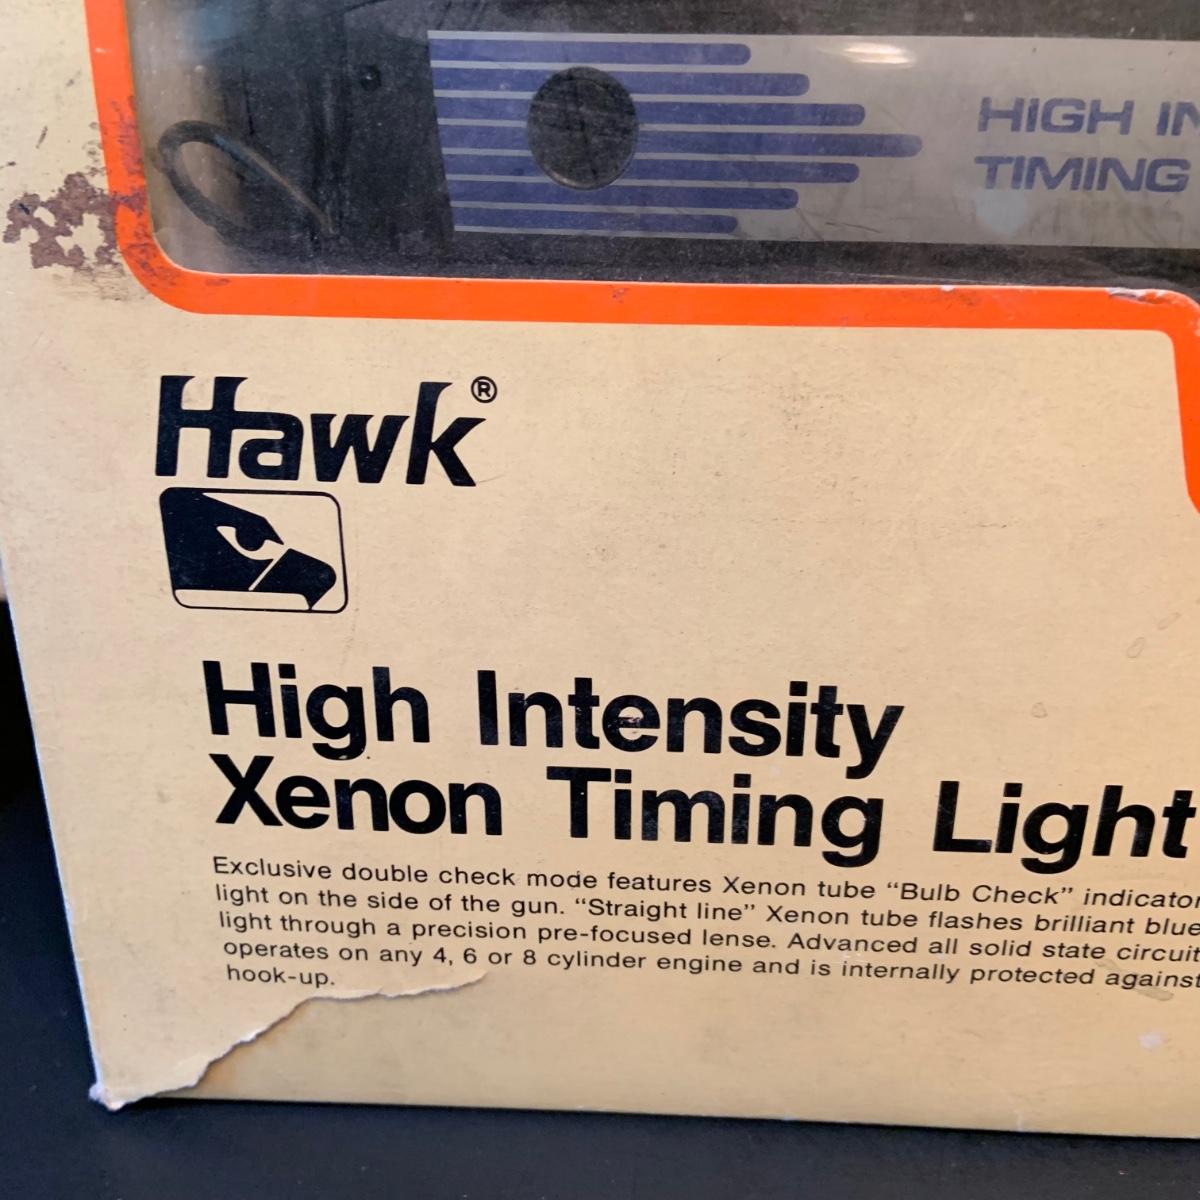 HIGH IN
TIMING
Hawk®
High Intensity
Xenon Timing Light
Exclusive double check mode features Xenon tube “Bulb Check” indicator
light on the side of the gun. “Straight line” Xenon tube flashes brilliant blue
light through a precision pre-focused lense. Advanced all solid state circuit
operates on any 4, 6 or 8 cylinder engine and is internally protected against
hook-up.